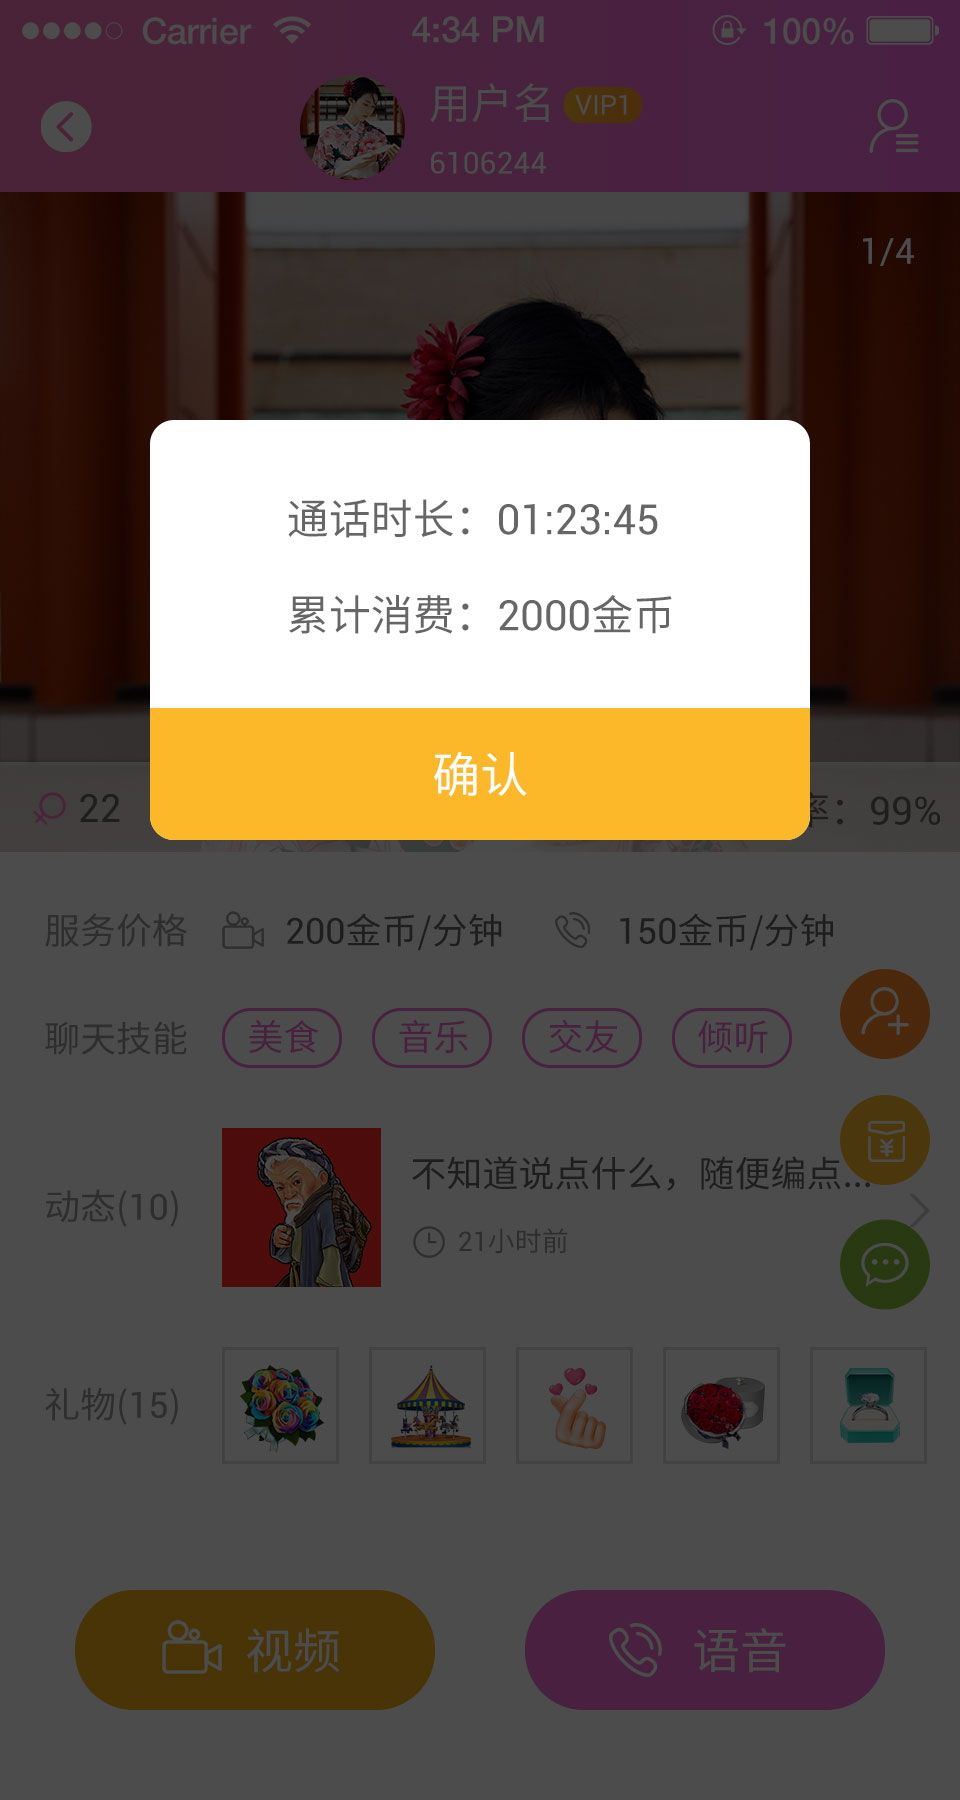 Carrier 4:34 PM 100%
用户名 VIP1
6106244
1/4
通话时长：01:23:45
累计消费：2000金币
确认
22 率：99%
服务价格 200金币/分钟 150金币/分钟
聊天技能 美食 音乐 交友 倾听
不知道说点什么，随便编点...
动态(10)
21小时前
礼物(15)
视频 语音